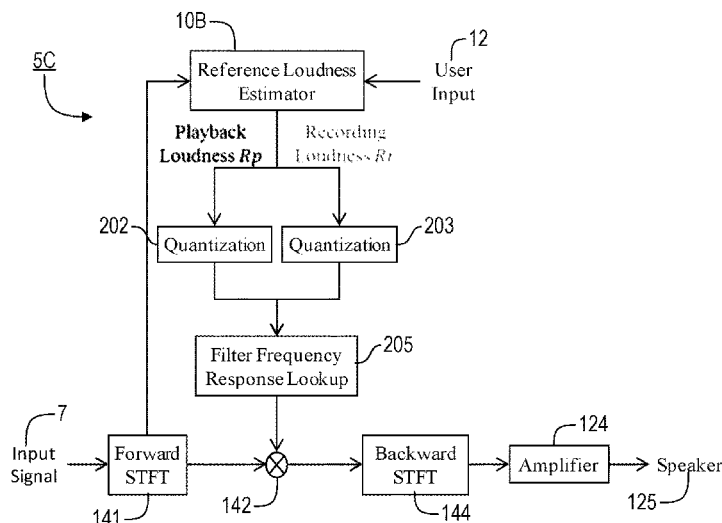 10B
12
5C
Reference Loudness
Estimator
User
Input
Playback
Loudness Rp
Recording
Loudness Rr
202
Quantization
Quantization
203
Filter Frequency
Response Lookup
205
7
Input
Signal
Forward
STFT
141
142
Backward
STFT
144
124
Amplifier
Speaker
125